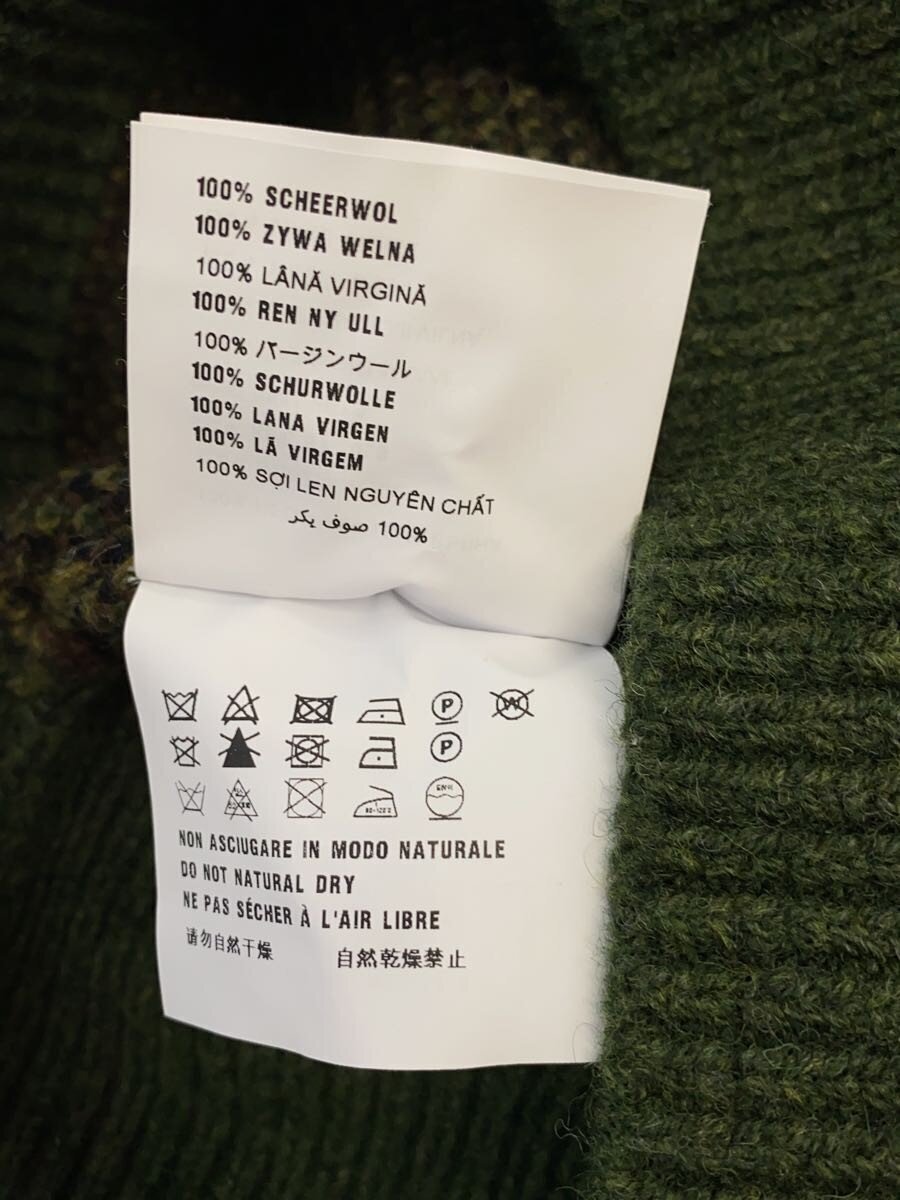 100% SCHEERWOL
100% ZYWA WELNA
100% LÂNĂ VIRGINĂ
100% REN NY ULL
100% バージンウール
100% SCHURWOLLE
100% LANA VIRGEN
100% LÃ VIRGEM
100% SỢI LEN NGUYÊN CHẤT
100% صوف بكر
P W
P
NON ASCIUGARE IN MODO NATURALE
DO NOT NATURAL DRY
NE PAS SÉCHER À L'AIR LIBRE
请勿自然干燥 自然乾燥禁止